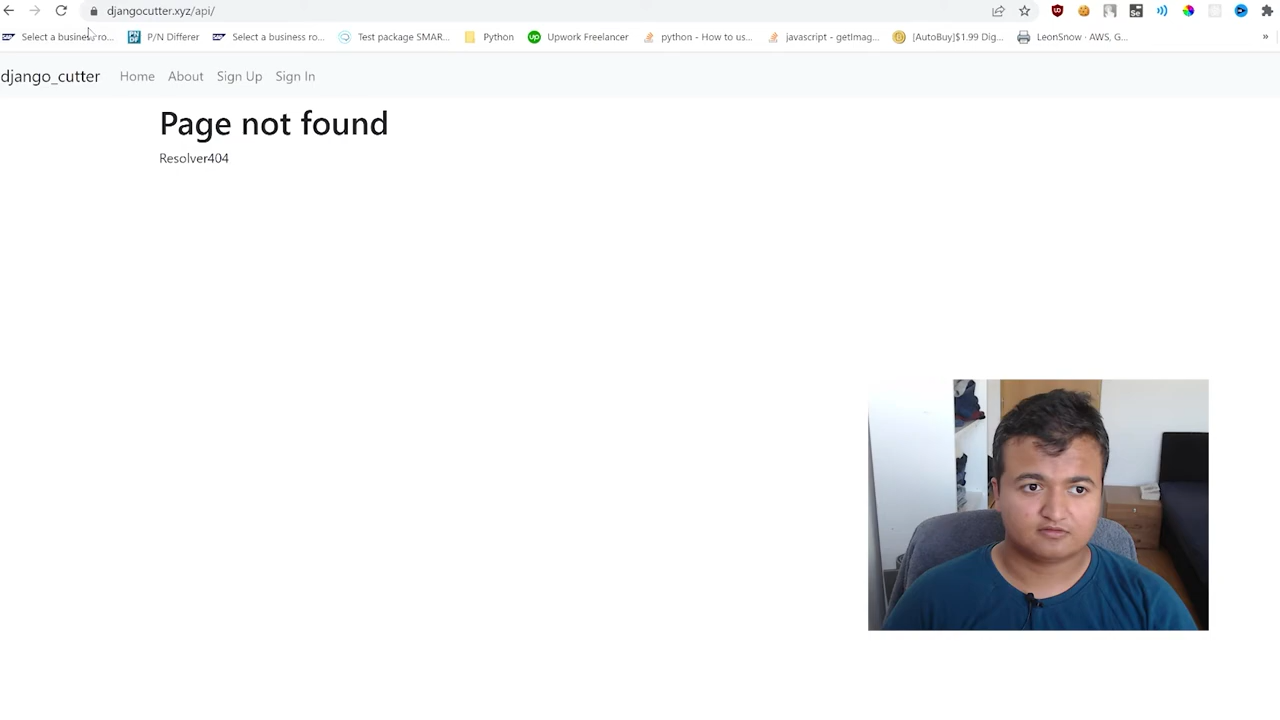 djangocutter.xyz/api/
Select a business ro... P/N Differer Select a business ro... Test package SMAR... Python Upwork Freelancer python - How to us... javascript - getImag... [AutoBuy]$1.99 Dig... LeonSnow · AWS, G... »
django_cutter Home About Sign Up Sign In
Page not found
Resolver404